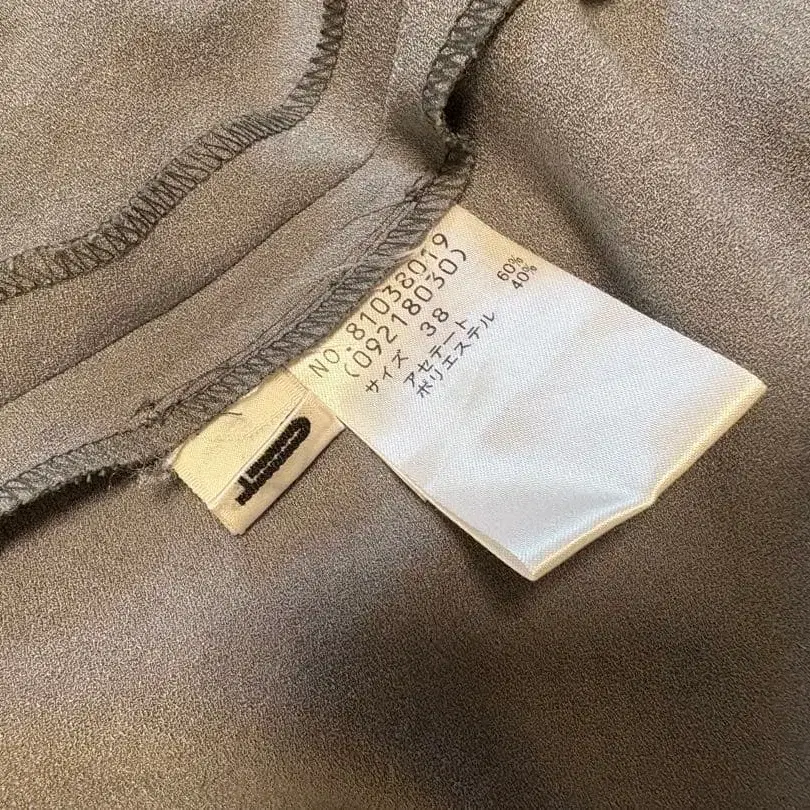 NO.81038019
(09218030)
サイズ 38
アセテート 60%
ポリエステル 40%